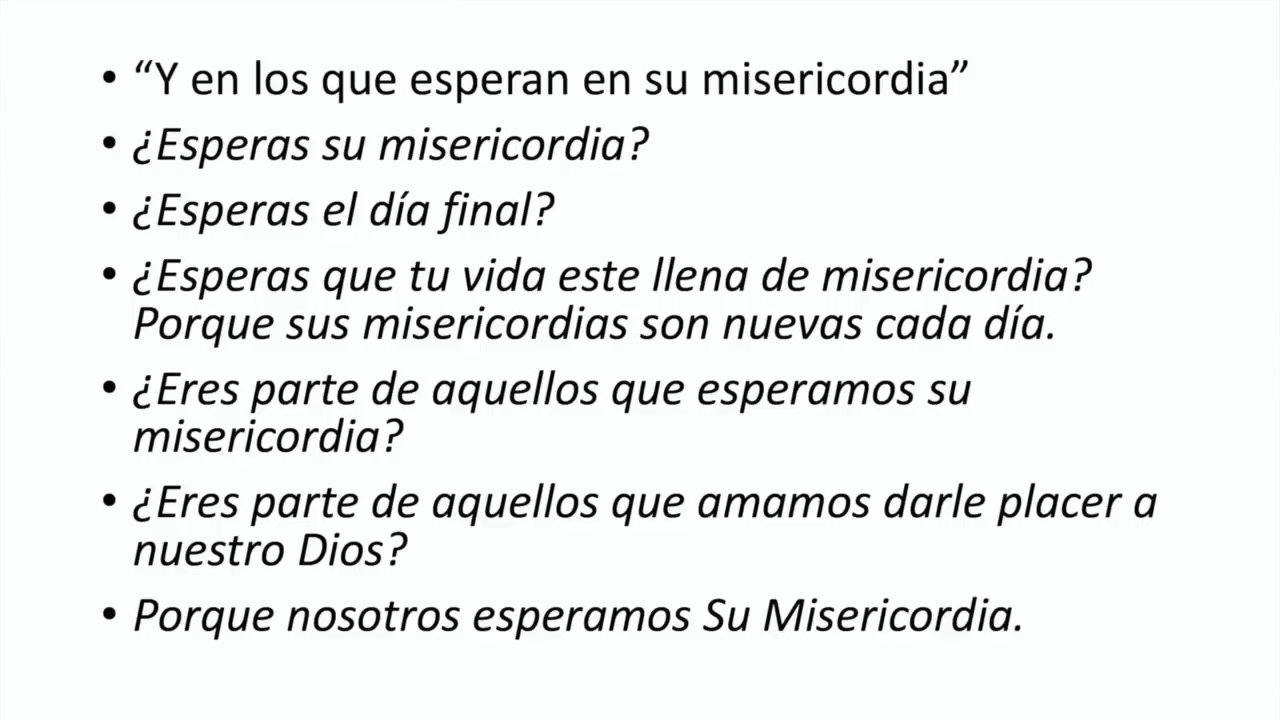 • “Y en los que esperan en su misericordia”
• ¿Esperas su misericordia?
• ¿Esperas el día final?
• ¿Esperas que tu vida este llena de misericordia?
Porque sus misericordias son nuevas cada día.
• ¿Eres parte de aquellos que esperamos su
misericordia?
• ¿Eres parte de aquellos que amamos darle placer a
nuestro Dios?
• Porque nosotros esperamos Su Misericordia.